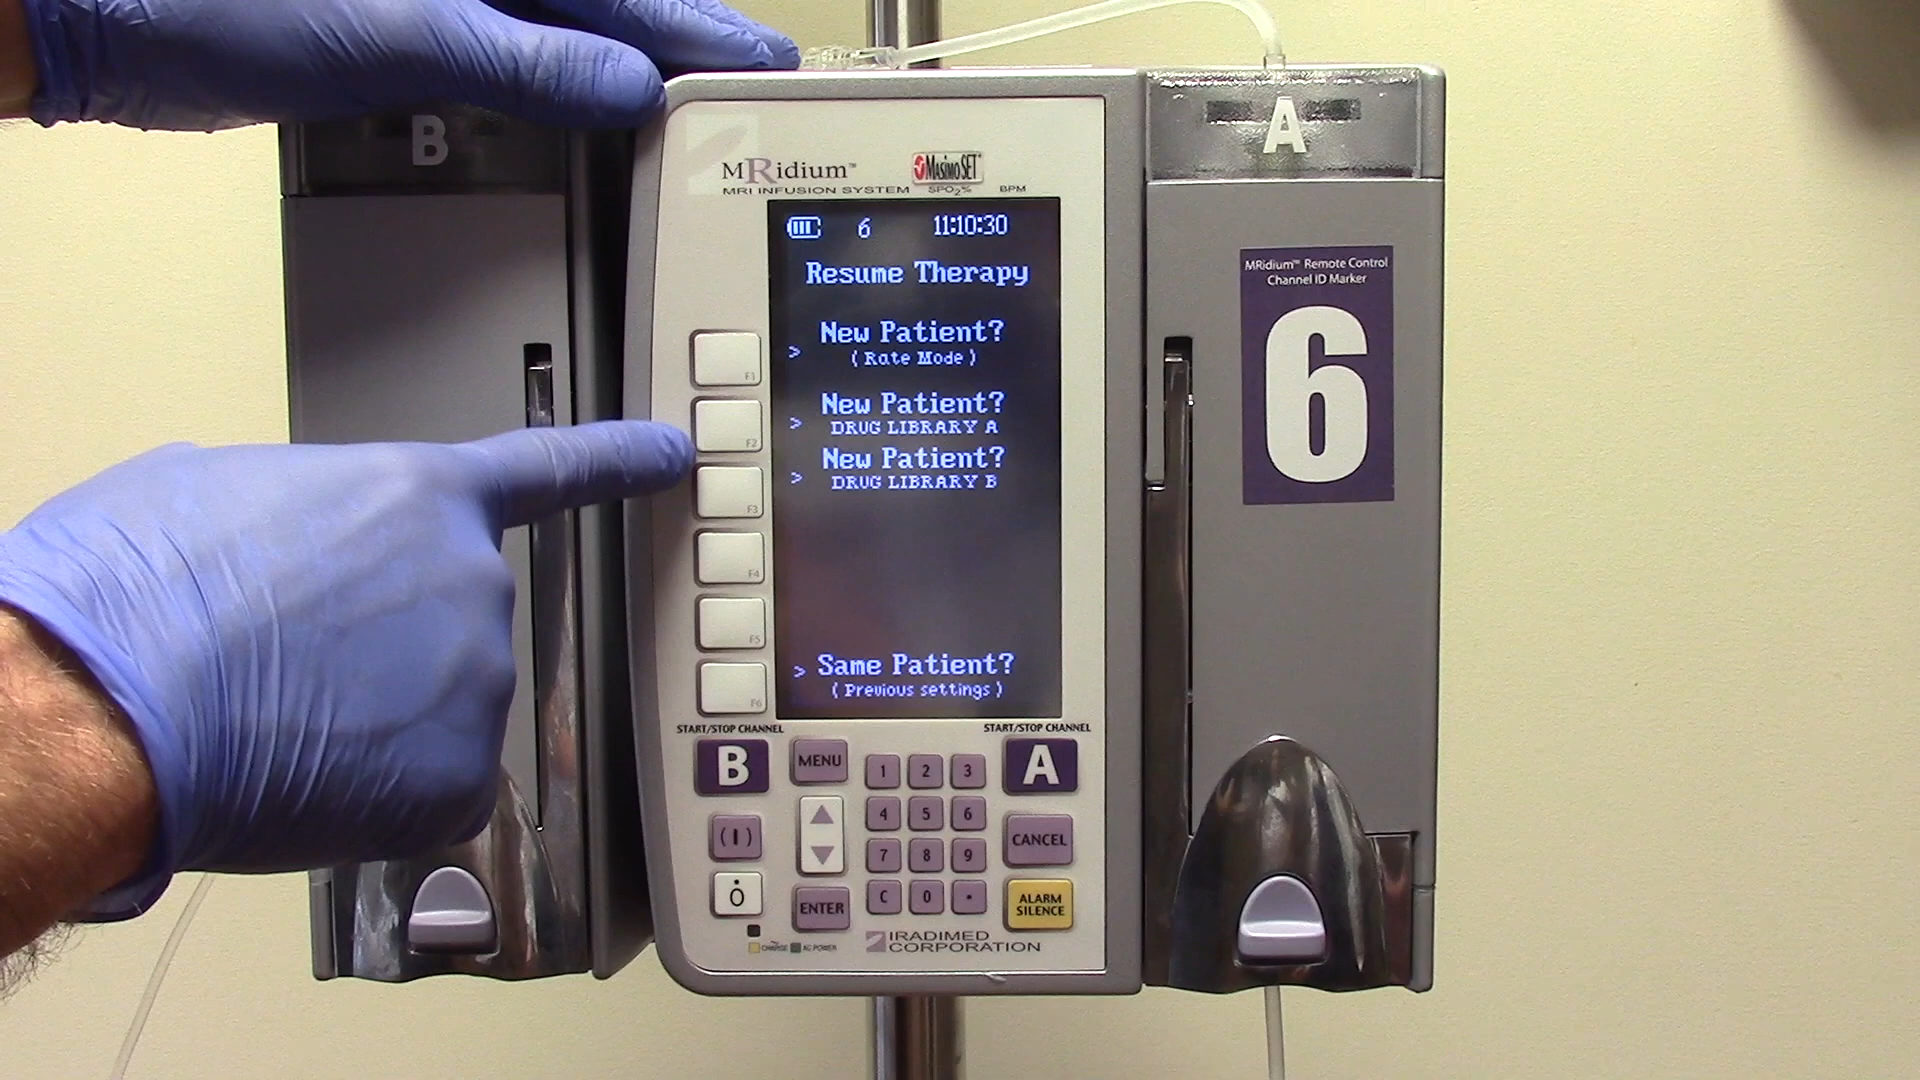 B
A
MRidium™
MRI INFUSION SYSTEM
Masimo SET
SPO2% BPM
6 11:10:30
Resume Therapy
New Patient?
> ( Rate Mode )
New Patient?
> DRUG LIBRARY A
New Patient?
> DRUG LIBRARY B
> Same Patient?
( Previous settings )
F1
F2
F3
F4
F5
F6
MRidium™ Remote Control
Channel ID Marker
6
START/STOP CHANNEL
START/STOP CHANNEL
B
MENU
1 2 3
A
4 5 6
CANCEL
7 8 9
ENTER
C 0 •
ALARM
SILENCE
CHARGE AC POWER
IRADIMED
CORPORATION